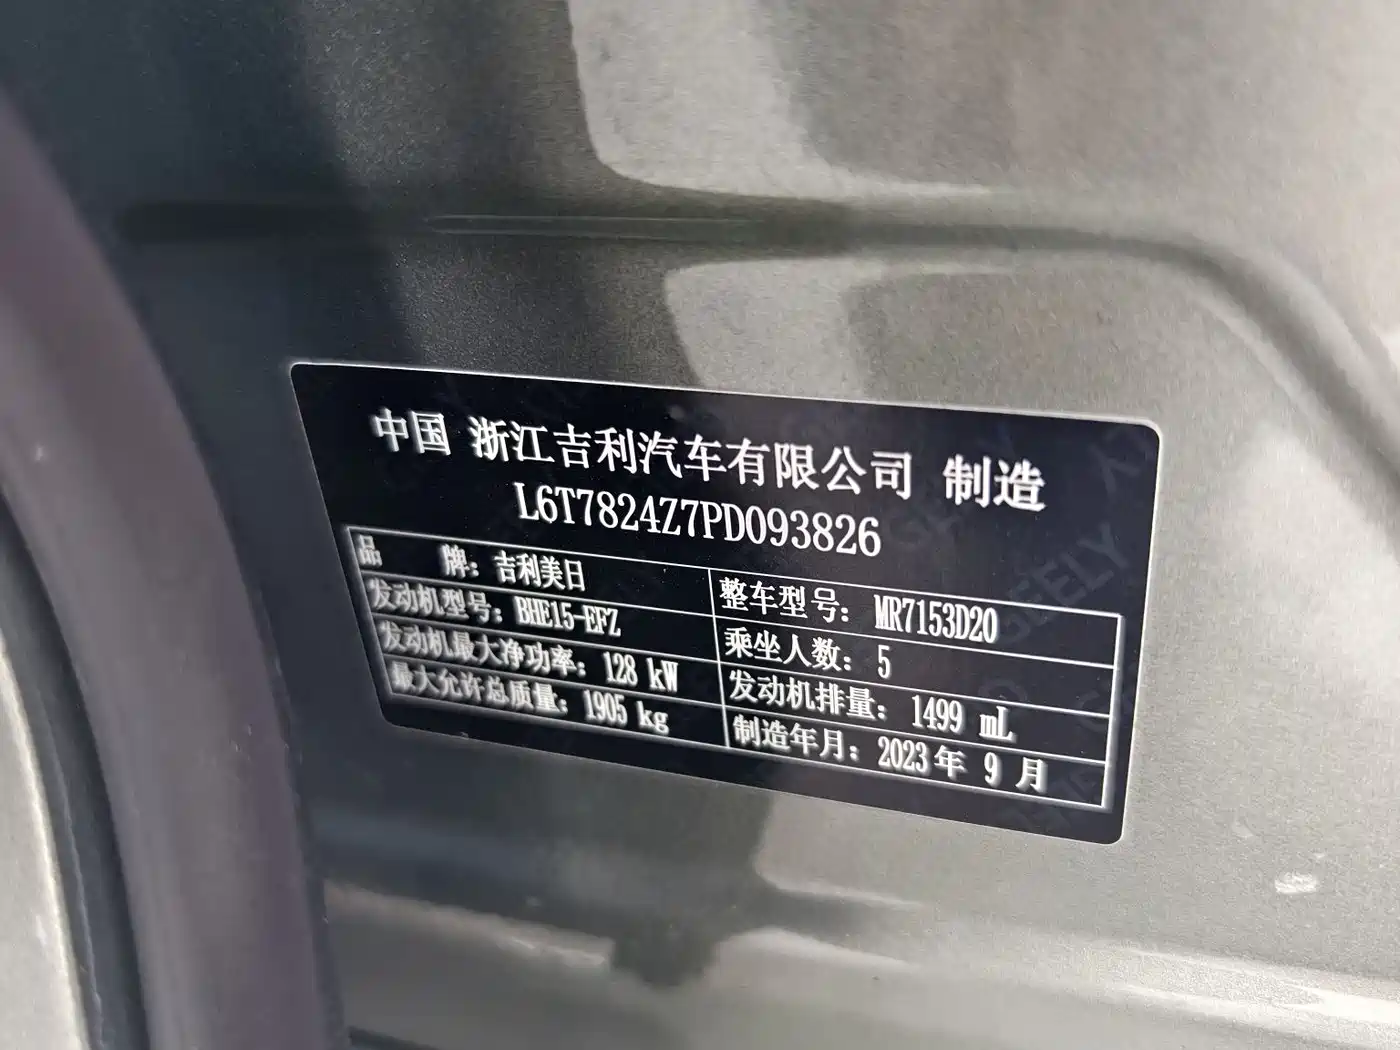 中国 浙江吉利汽车有限公司 制造
L6T7824Z7PD093826
品 牌：吉利美日 整车型号：MR7153D20
发动机型号：BHE15-EFZ 乘坐人数：5
发动机最大净功率：128 kW 发动机排量：1499 mL
最大允许总质量：1905 kg 制造年月：2023年 9 月
GEELY